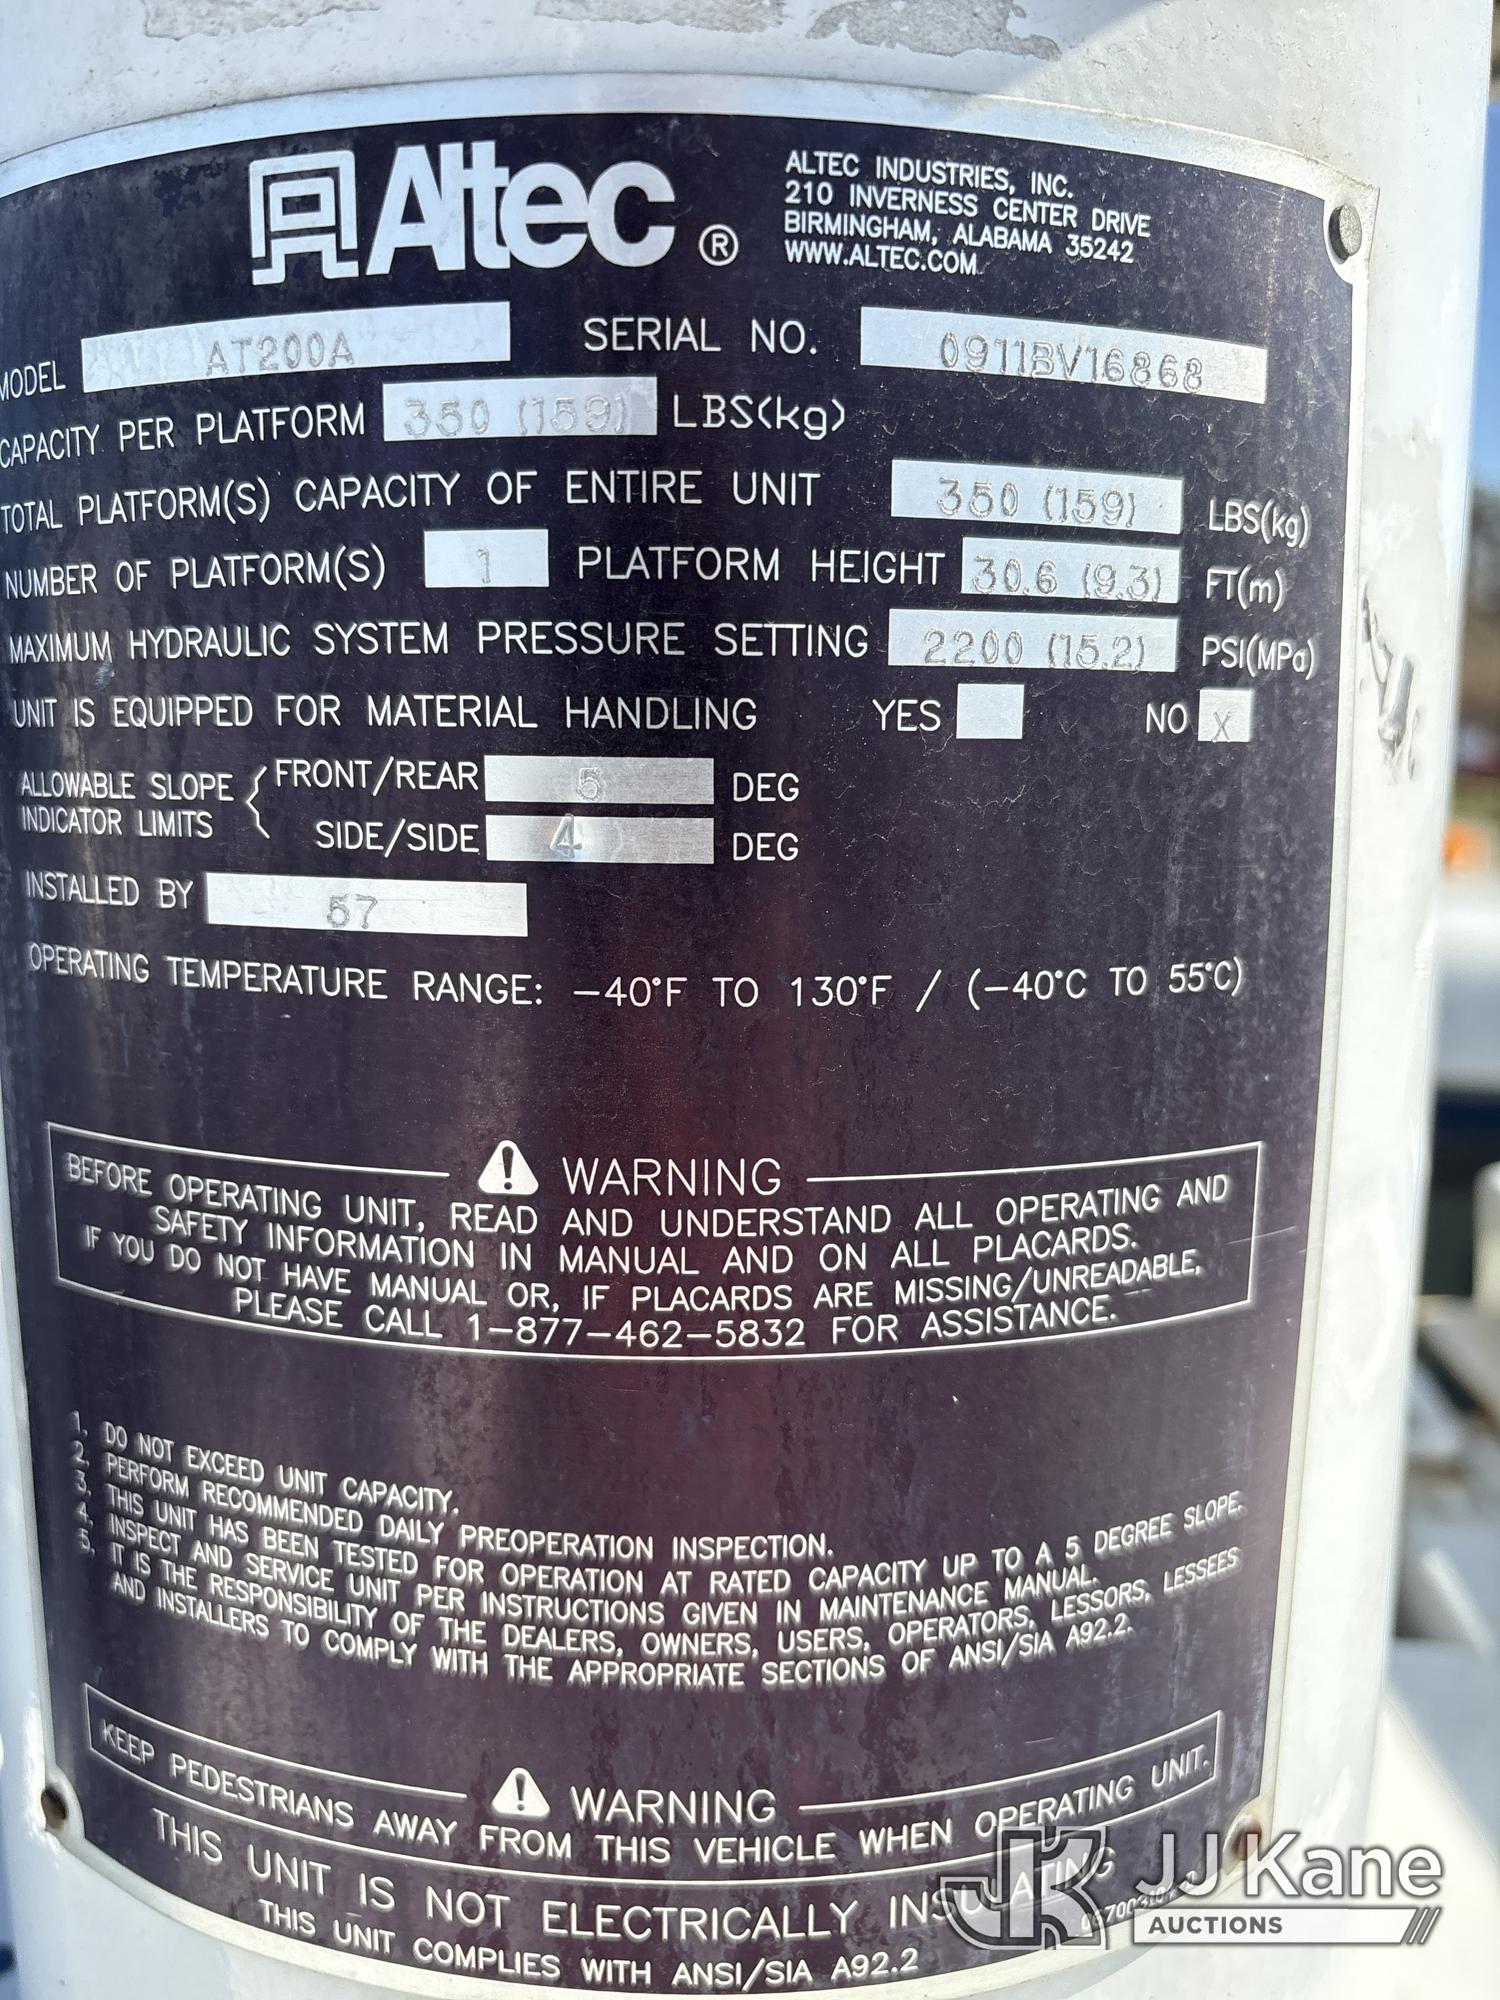 Altec ®
ALTEC INDUSTRIES, INC.
210 INVERNESS CENTER DRIVE
BIRMINGHAM, ALABAMA 35242
WWW.ALTEC.COM
MODEL AT200A SERIAL NO. 0911BV16868
CAPACITY PER PLATFORM 350 (159) LBS(kg)
TOTAL PLATFORM(S) CAPACITY OF ENTIRE UNIT 350 (159) LBS(kg)
NUMBER OF PLATFORM(S) 1 PLATFORM HEIGHT 30.6 (9.3) FT(m)
MAXIMUM HYDRAULIC SYSTEM PRESSURE SETTING 2200 (15.2) PSI(MPa)
UNIT IS EQUIPPED FOR MATERIAL HANDLING YES NO X
ALLOWABLE SLOPE INDICATOR LIMITS { FRONT/REAR 5 DEG
SIDE/SIDE 4 DEG
INSTALLED BY 57
OPERATING TEMPERATURE RANGE: -40°F TO 130°F / (-40°C TO 55°C)
WARNING
BEFORE OPERATING UNIT, READ AND UNDERSTAND ALL OPERATING AND
SAFETY INFORMATION IN MANUAL AND ON ALL PLACARDS.
IF YOU DO NOT HAVE MANUAL OR, IF PLACARDS ARE MISSING/UNREADABLE,
PLEASE CALL 1-877-462-5832 FOR ASSISTANCE.
1. DO NOT EXCEED UNIT CAPACITY.
2. PERFORM RECOMMENDED DAILY PREOPERATION INSPECTION.
3. THIS UNIT HAS BEEN TESTED FOR OPERATION AT RATED CAPACITY UP TO A 5 DEGREE SLOPE.
4. INSPECT AND SERVICE UNIT PER INSTRUCTIONS GIVEN IN MAINTENANCE MANUAL.
5. IT IS THE RESPONSIBILITY OF THE DEALERS, OWNERS, USERS, OPERATORS, LESSORS, LESSEES
AND INSTALLERS TO COMPLY WITH THE APPROPRIATE SECTIONS OF ANSI/SIA A92.2.
WARNING
KEEP PEDESTRIANS AWAY FROM THIS VEHICLE WHEN OPERATING UNIT.
THIS UNIT IS NOT ELECTRICALLY INSULATING
THIS UNIT COMPLIES WITH ANSI/SIA A92.2
JK JJ Kane
AUCTIONS